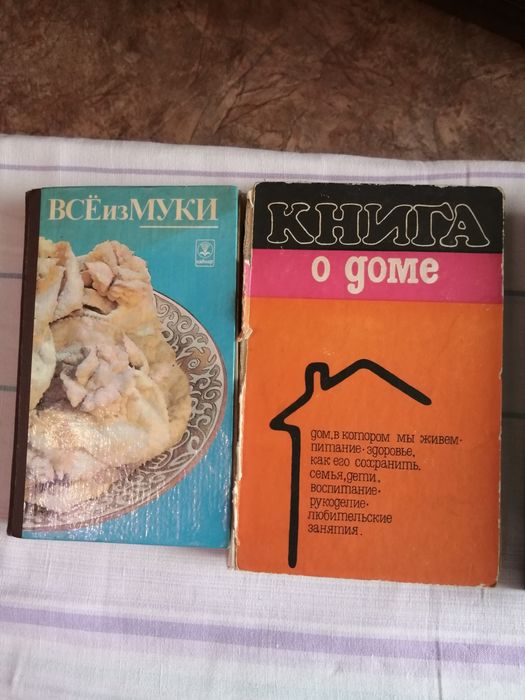 ВСЁ из МУКИ
кайнар
КНИГА
о доме
дом, в котором мы живем·
питание·здоровье,
как его сохранить.
семья, дети,
воспитание·
рукоделие·
любительские
занятия.